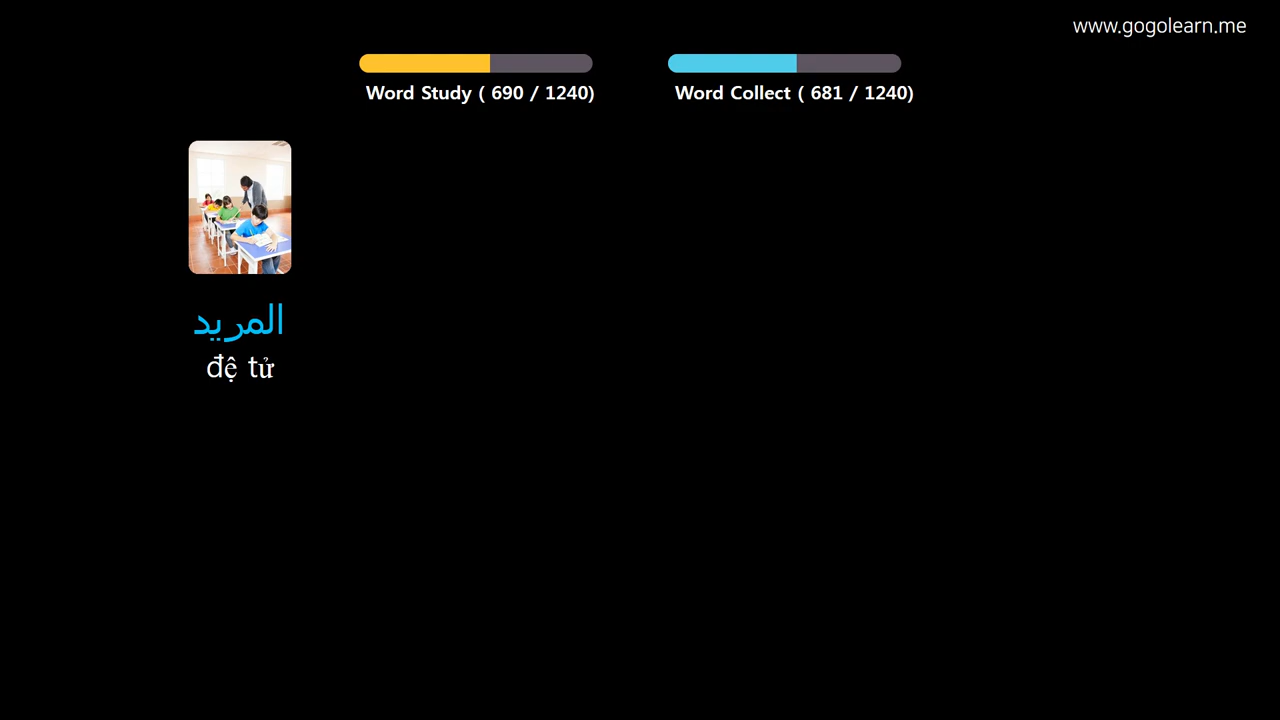 www.gogolearn.me
Word Study ( 690 / 1240)
Word Collect ( 681 / 1240)
المريد
đệ tử